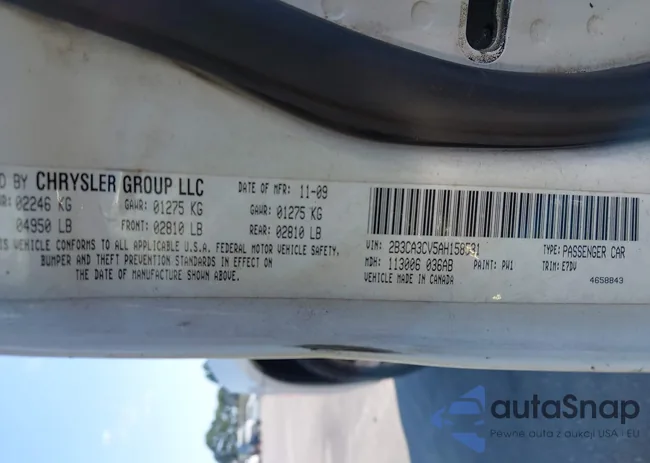 D BY CHRYSLER GROUP LLC DATE OF MFR: 11-09
R: 02246 KG GAWR: 01275 KG GAWR: 01275 KG
04950 LB FRONT: 02810 LB REAR: 02810 LB
IS VEHICLE CONFORMS TO ALL APPLICABLE U.S.A. FEDERAL MOTOR VEHICLE SAFETY,
BUMPER AND THEFT PREVENTION STANDARDS IN EFFECT ON
THE DATE OF MANUFACTURE SHOWN ABOVE.
VIN: TYPE: PASSENGER CAR
MDH: 113006 036AB PAINT: PW1 TRIM: E7DV
VEHICLE MADE IN CANADA 4658843
autoSnap
Pewne auta z aukcji USA - EU